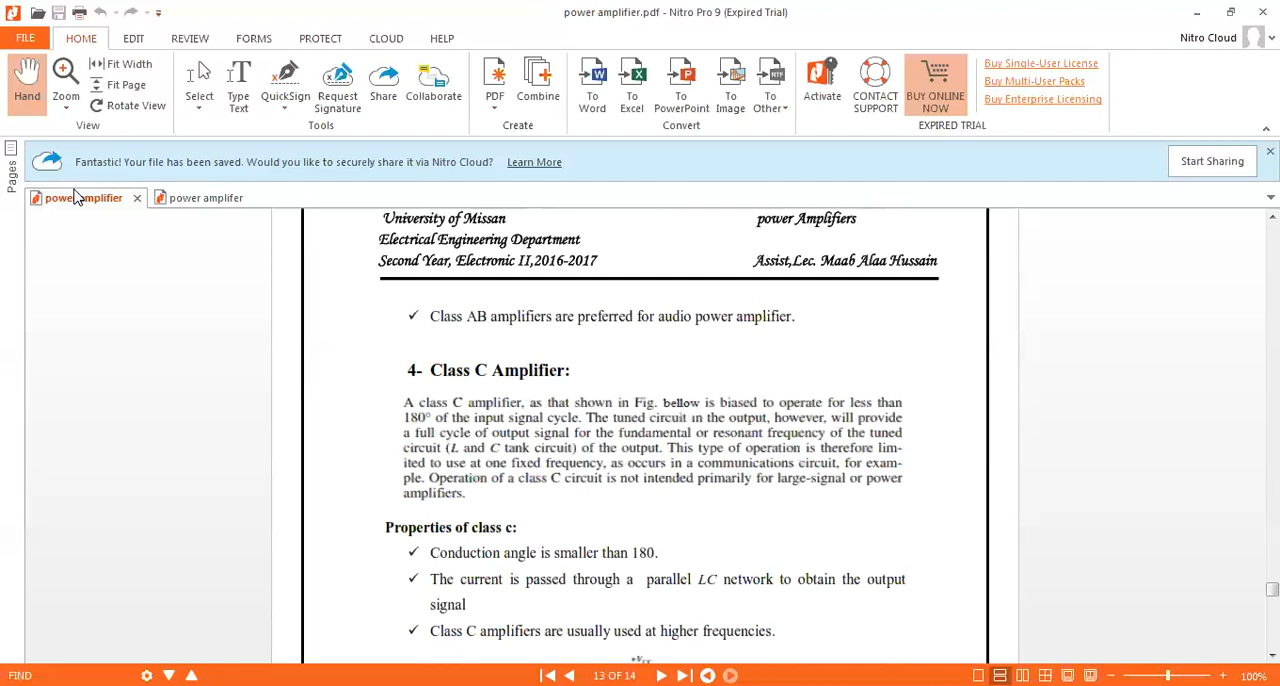 power amplifier.pdf - Nitro Pro 9 (Expired Trial)
FILE HOME EDIT REVIEW FORMS PROTECT CLOUD HELP Nitro Cloud
Hand
Zoom
Fit Width
Fit Page
Rotate View
View
Select
Type Text
QuickSign
Request Signature
Share
Collaborate
Tools
PDF
Combine
Create
To Word
To Excel
To PowerPoint
To Image
To Other
Convert
Activate
CONTACT SUPPORT
BUY ONLINE NOW
EXPIRED TRIAL
Buy Single-User License
Buy Multi-User Packs
Buy Enterprise Licensing
Pages
Fantastic! Your file has been saved. Would you like to securely share it via Nitro Cloud? Learn More Start Sharing
power amplifier power amplifer
University of Missan power Amplifiers
Electrical Engineering Department
Second Year, Electronic II,2016-2017 Assist,Lec. Maab Alaa Hussain
✓ Class AB amplifiers are preferred for audio power amplifier.
4- Class C Amplifier:
A class C amplifier, as that shown in Fig. bellow is biased to operate for less than
180° of the input signal cycle. The tuned circuit in the output, however, will provide
a full cycle of output signal for the fundamental or resonant frequency of the tuned
circuit (L and C tank circuit) of the output. This type of operation is therefore lim-
ited to use at one fixed frequency, as occurs in a communications circuit, for exam-
ple. Operation of a class C circuit is not intended primarily for large-signal or power
amplifiers.
Properties of class c:
✓ Conduction angle is smaller than 180.
✓ The current is passed through a parallel LC network to obtain the output
signal
✓ Class C amplifiers are usually used at higher frequencies.
FIND 13 OF 14 100%